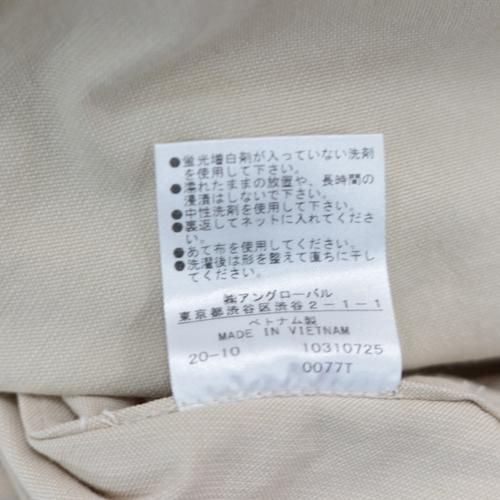 ●蛍光増白剤が入っていない洗剤
を使用して下さい。
●濡れたままの放置や、長時間の
浸漬はしないで下さい。
●中性洗剤を使用してください。
●裏返してネットに入れてくださ
い。
●あて布を使用してください。
●洗濯後は形を整えて直ちに干し
てください。
㈱アングローバル
東京都渋谷区渋谷2-1-1
ベトナム製
MADE IN VIETNAM
20-10 10310725
0077T